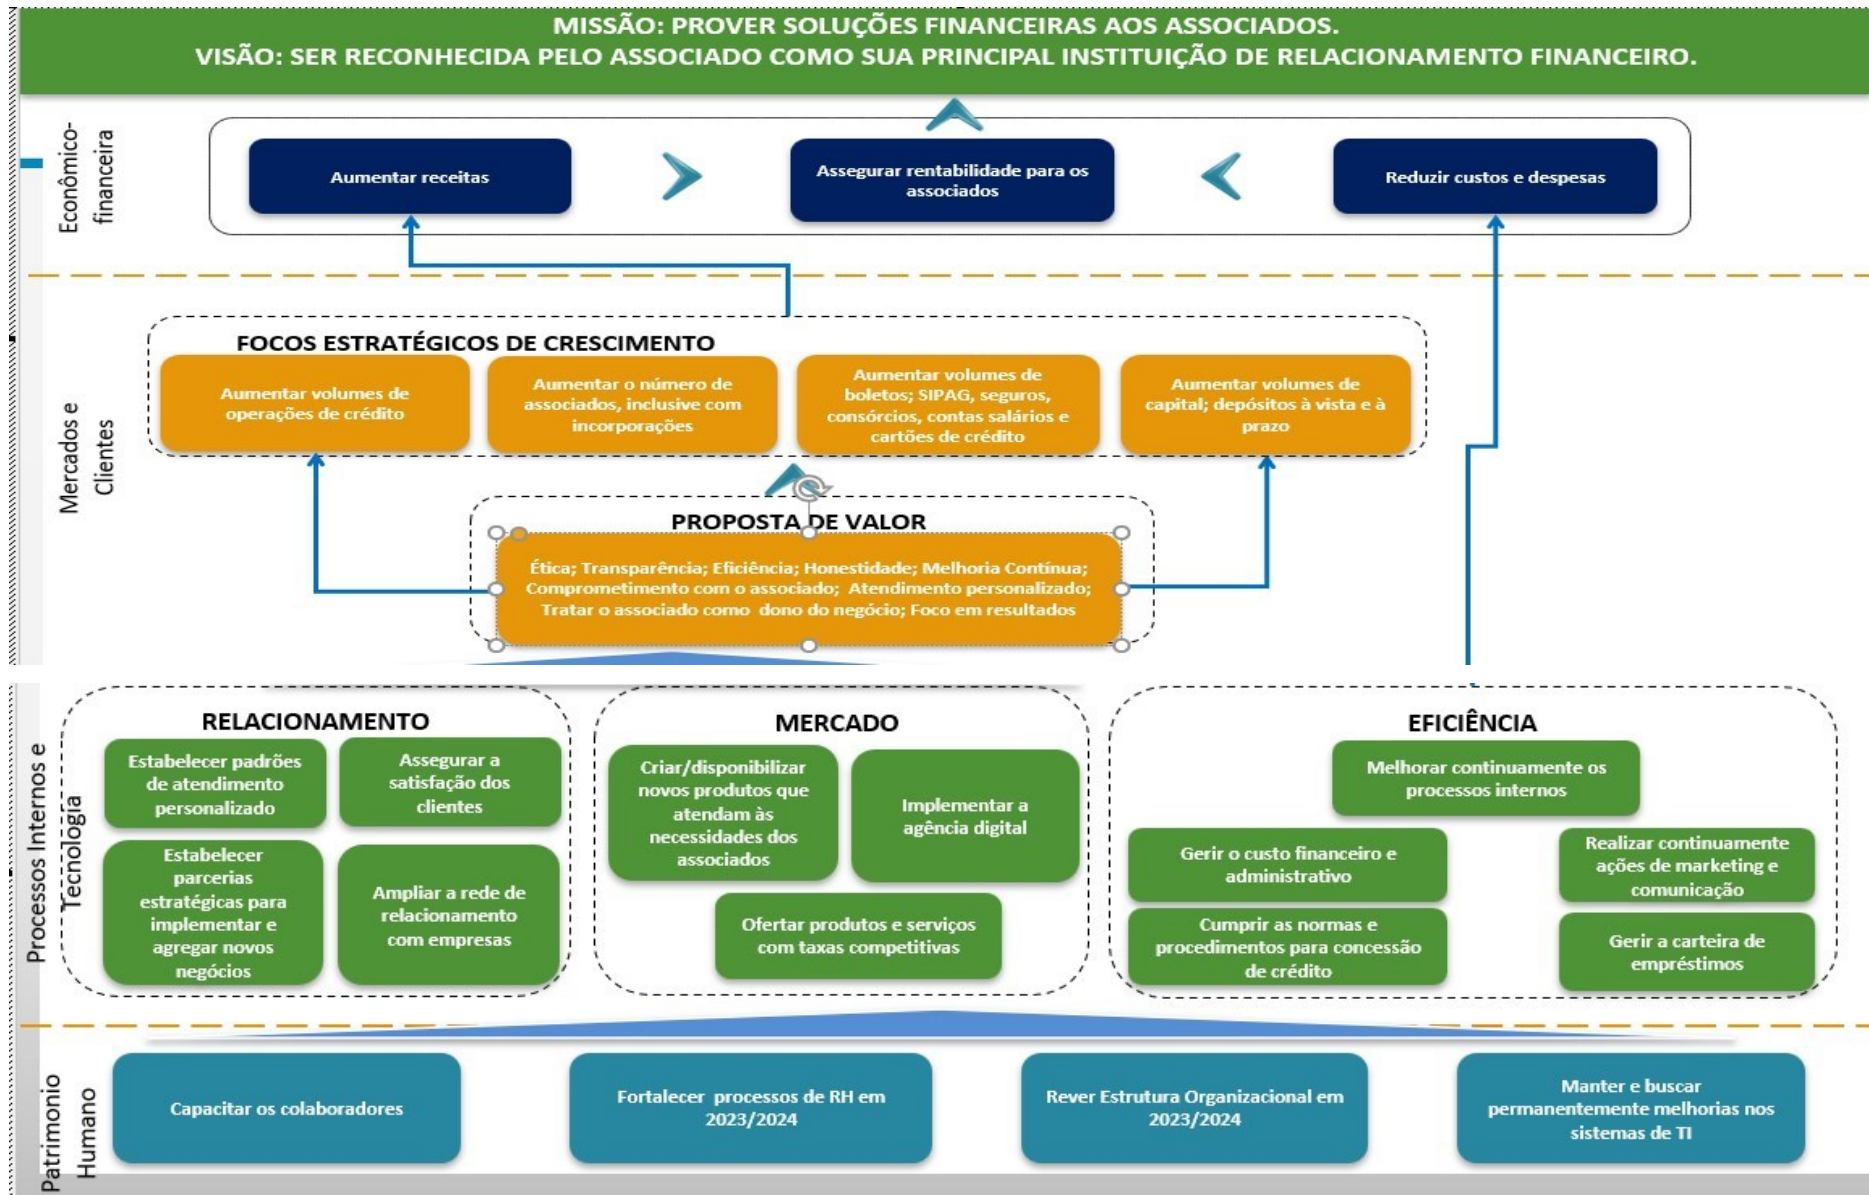 MISSÃO: PROVER SOLUÇÕES FINANCEIRAS AOS ASSOCIADOS.
VISÃO: SER RECONHECIDA PELO ASSOCIADO COMO SUA PRINCIPAL INSTITUIÇÃO DE RELACIONAMENTO FINANCEIRO.
Econômico-
financeira
Aumentar receitas
Assegurar rentabilidade para os
associados
Reduzir custos e despesas
Mercados e
Clientes
FOCOS ESTRATÉGICOS DE CRESCIMENTO
Aumentar volumes de
operações de crédito
Aumentar o número de
associados, inclusive com
incorporações
Aumentar volumes de
boletos; SIPAG, seguros,
consórcios, contas salários e
cartões de crédito
Aumentar volumes de
capital; depósitos à vista e à
prazo
PROPOSTA DE VALOR
Ética; Transparência; Eficiência; Honestidade; Melhoria Contínua;
Comprometimento com o associado; Atendimento personalizado;
Tratar o associado como dono do negócio; Foco em resultados
Processos Internos e
Tecnologia
RELACIONAMENTO
Estabelecer padrões
de atendimento
personalizado
Assegurar a
satisfação dos
clientes
Estabelecer
parcerias
estratégicas para
implementar e
agregar novos
negócios
Ampliar a rede de
relacionamento
com empresas
MERCADO
Criar/disponibilizar
novos produtos que
atendam às
necessidades dos
associados
Implementar a
agência digital
Ofertar produtos e serviços
com taxas competitivas
EFICIÊNCIA
Melhorar continuamente os
processos internos
Gerir o custo financeiro e
administrativo
Realizar continuamente
ações de marketing e
comunicação
Cumprir as normas e
procedimentos para concessão
de crédito
Gerir a carteira de
empréstimos
Patrimonio
Humano
Capacitar os colaboradores
Fortalecer processos de RH em
2023/2024
Rever Estrutura Organizacional em
2023/2024
Manter e buscar
permanentemente melhorias nos
sistemas de TI